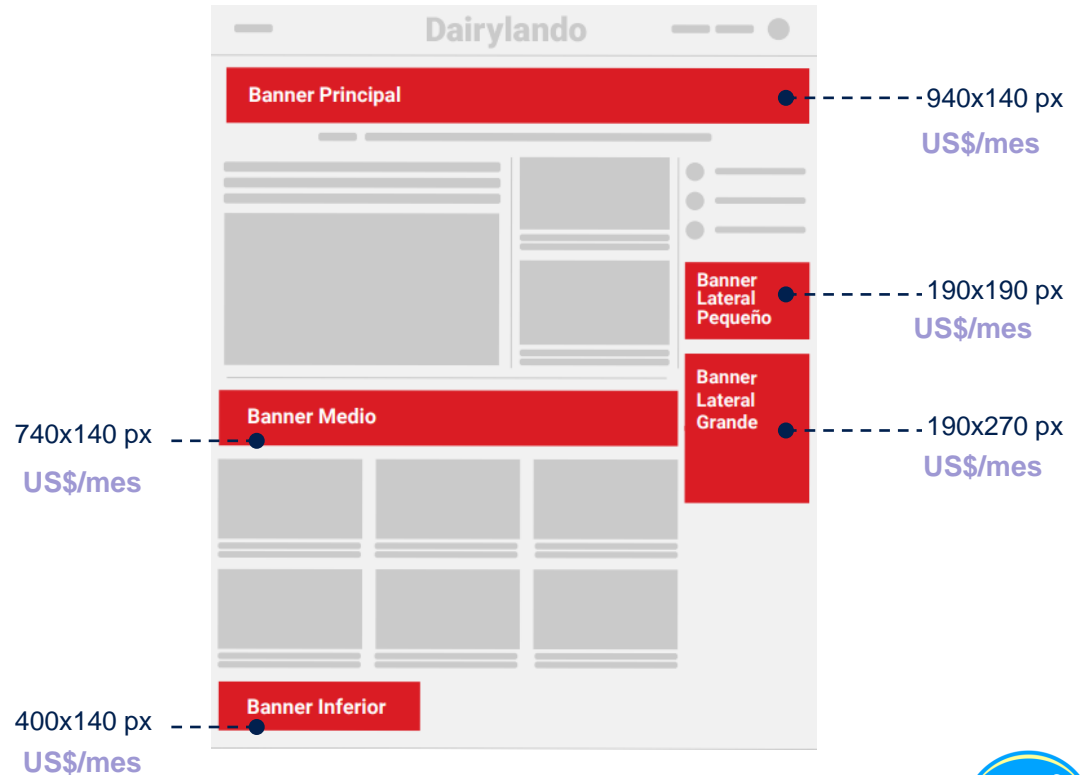 Dairylando
Banner Principal
940x140 px
US$/mes
Banner
Lateral
Pequeño
190x190 px
US$/mes
Banner
Lateral
Grande
190x270 px
US$/mes
Banner Medio
740x140 px
US$/mes
Banner Inferior
400x140 px
US$/mes